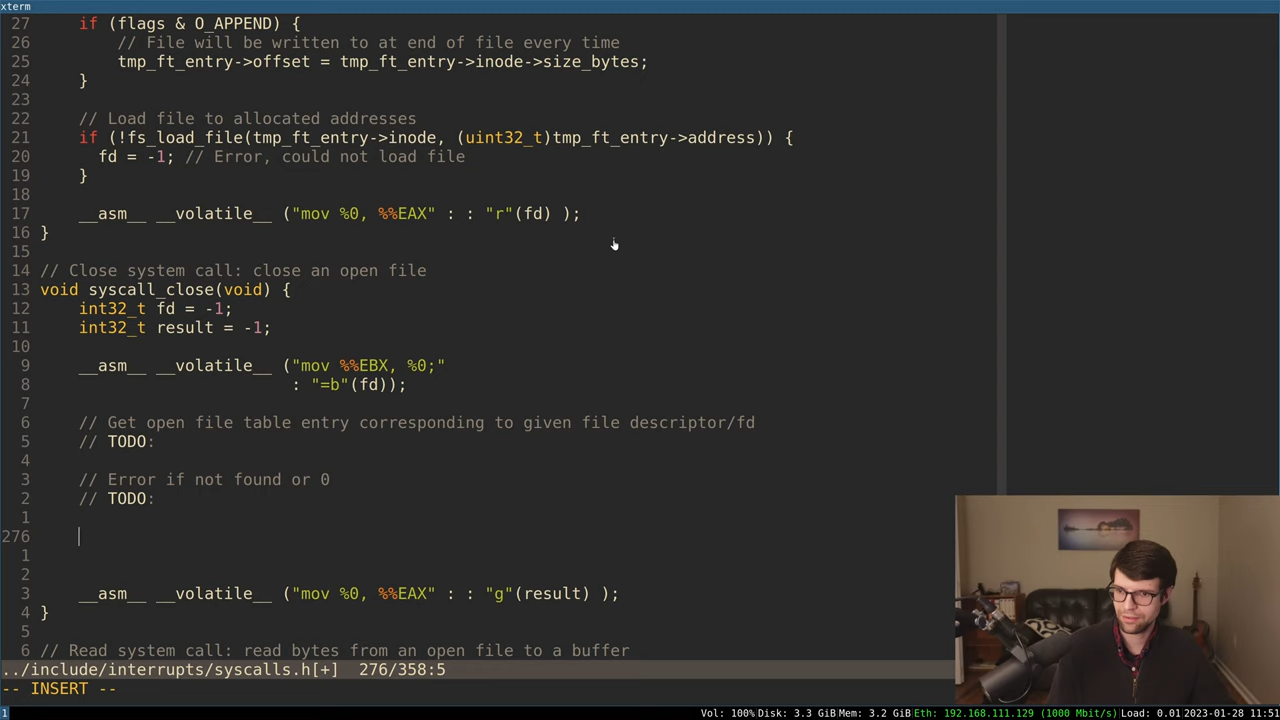 xterm
27     if (flags & O_APPEND) {
26         // File will be written to at end of file every time
25         tmp_ft_entry->offset = tmp_ft_entry->inode->size_bytes;
24     }
23
22     // Load file to allocated addresses
21     if (!fs_load_file(tmp_ft_entry->inode, (uint32_t)tmp_ft_entry->address)) {
20       fd = -1; // Error, could not load file
19     }
18
17     __asm__ __volatile__ ("mov %0, %%EAX" : : "r"(fd) );
16 }
15
14 // Close system call: close an open file
13 void syscall_close(void) {
12     int32_t fd = -1;
11     int32_t result = -1;
10
9     __asm__ __volatile__ ("mov %%EBX, %0;"
8                           : "=b"(fd));
7
6     // Get open file table entry corresponding to given file descriptor/fd
5     // TODO:
4
3     // Error if not found or 0
2     // TODO:
1
276
1
2
3     __asm__ __volatile__ ("mov %0, %%EAX" : : "g"(result) );
4 }
5
6 // Read system call: read bytes from an open file to a buffer
../include/interrupts/syscalls.h[+]  276/358:5
-- INSERT --
1 Vol: 100% Disk: 3.3 GiB Mem: 3.2 GiB Eth: 192.168.111.129 (1000 Mbit/s) Load: 0.01 2023-01-28 11:51